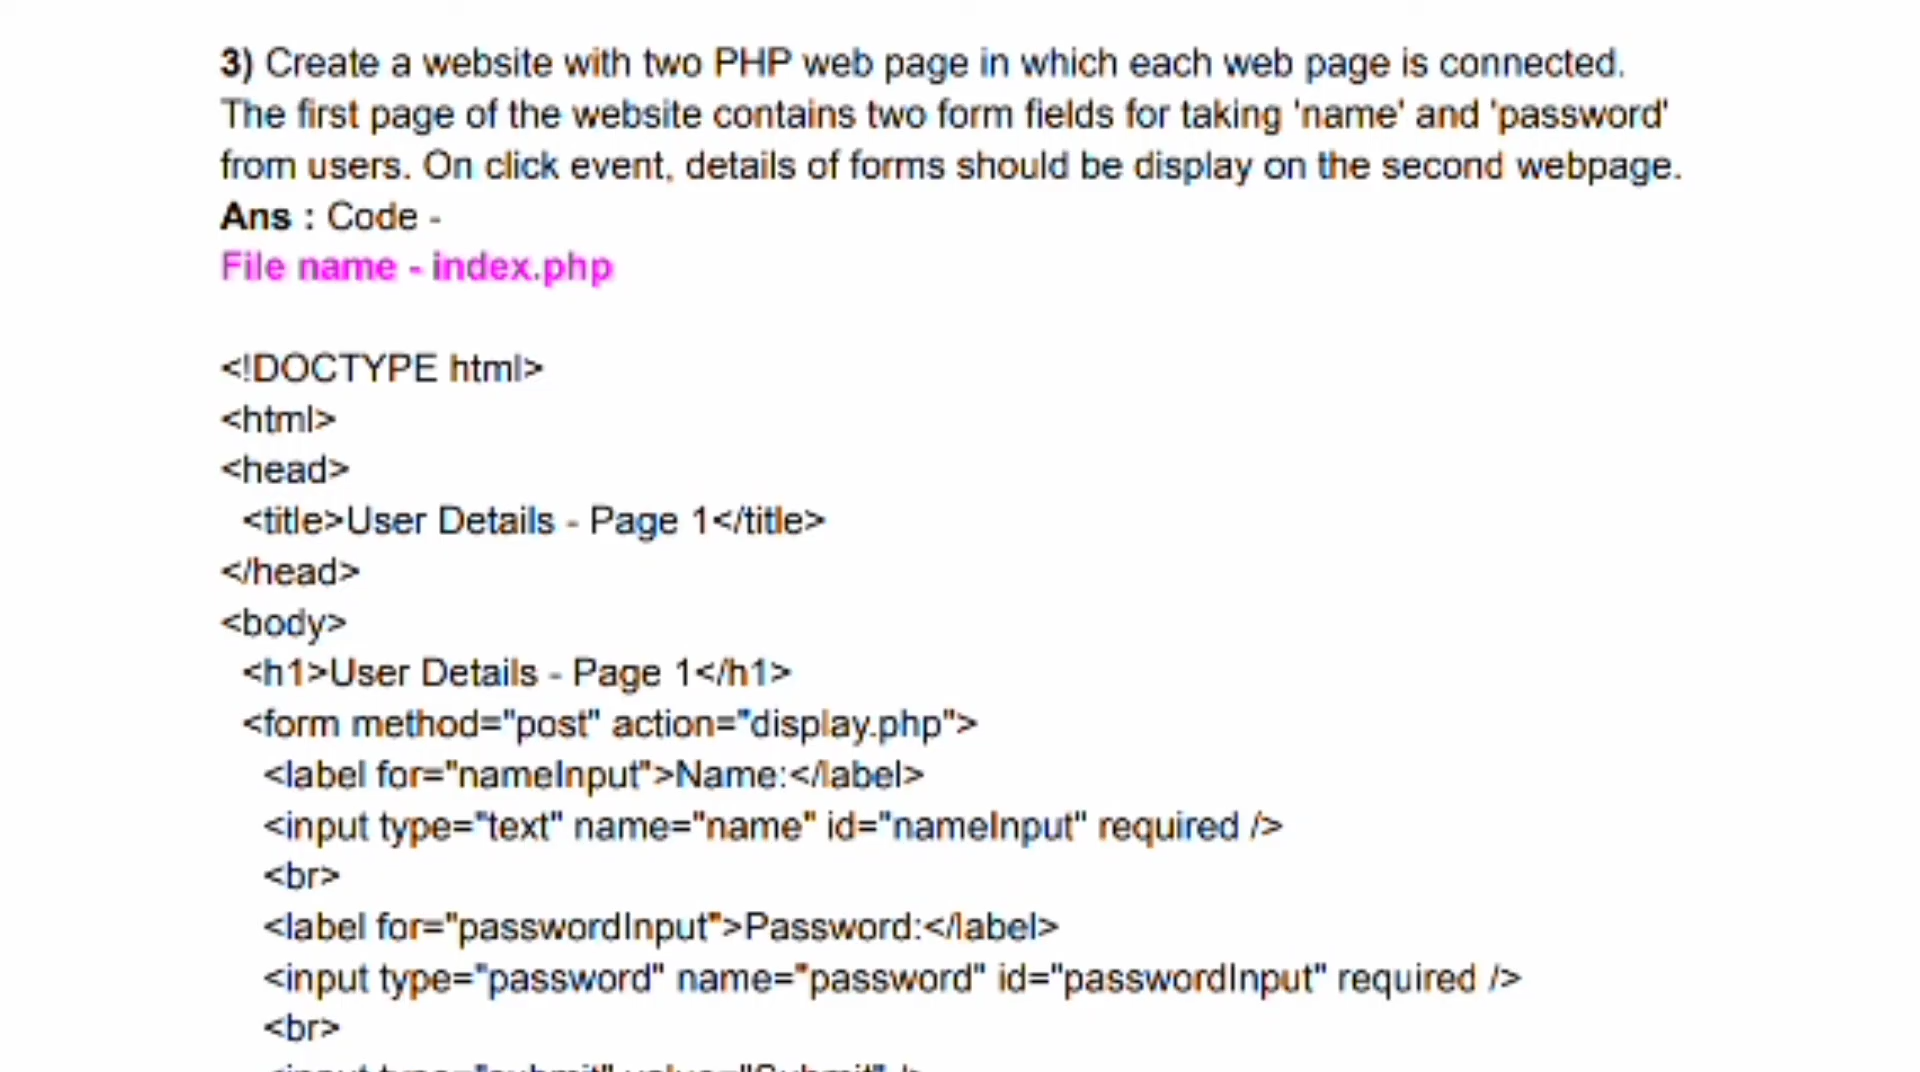 3) Create a website with two PHP web page in which each web page is connected.
The first page of the website contains two form fields for taking 'name' and 'password'
from users. On click event, details of forms should be display on the second webpage.
Ans : Code -
File name - index.php
<!DOCTYPE html>
<html>
<head>
<title>User Details - Page 1</title>
</head>
<body>
<h1>User Details - Page 1</h1>
<form method="post" action="display.php">
<label for="nameInput">Name:</label>
<input type="text" name="name" id="nameInput" required />
<br>
<label for="passwordInput">Password:</label>
<input type="password" name="password" id="passwordInput" required />
<br>
<input type="submit" value="Submit" />